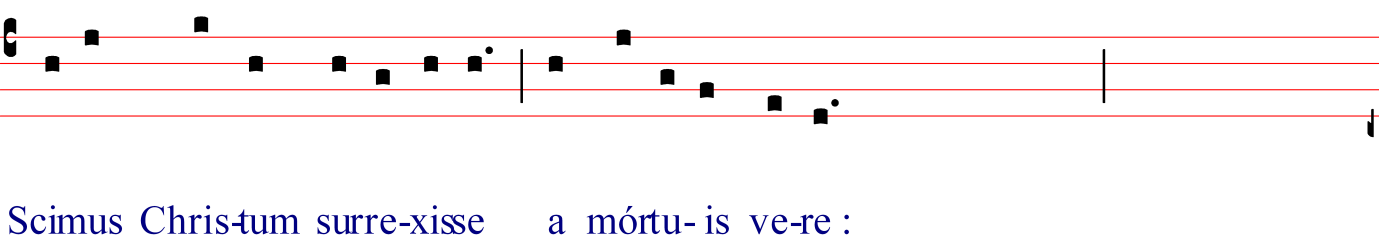 Scimus Chris-tum surre-xisse a mórtu- is ve-re :